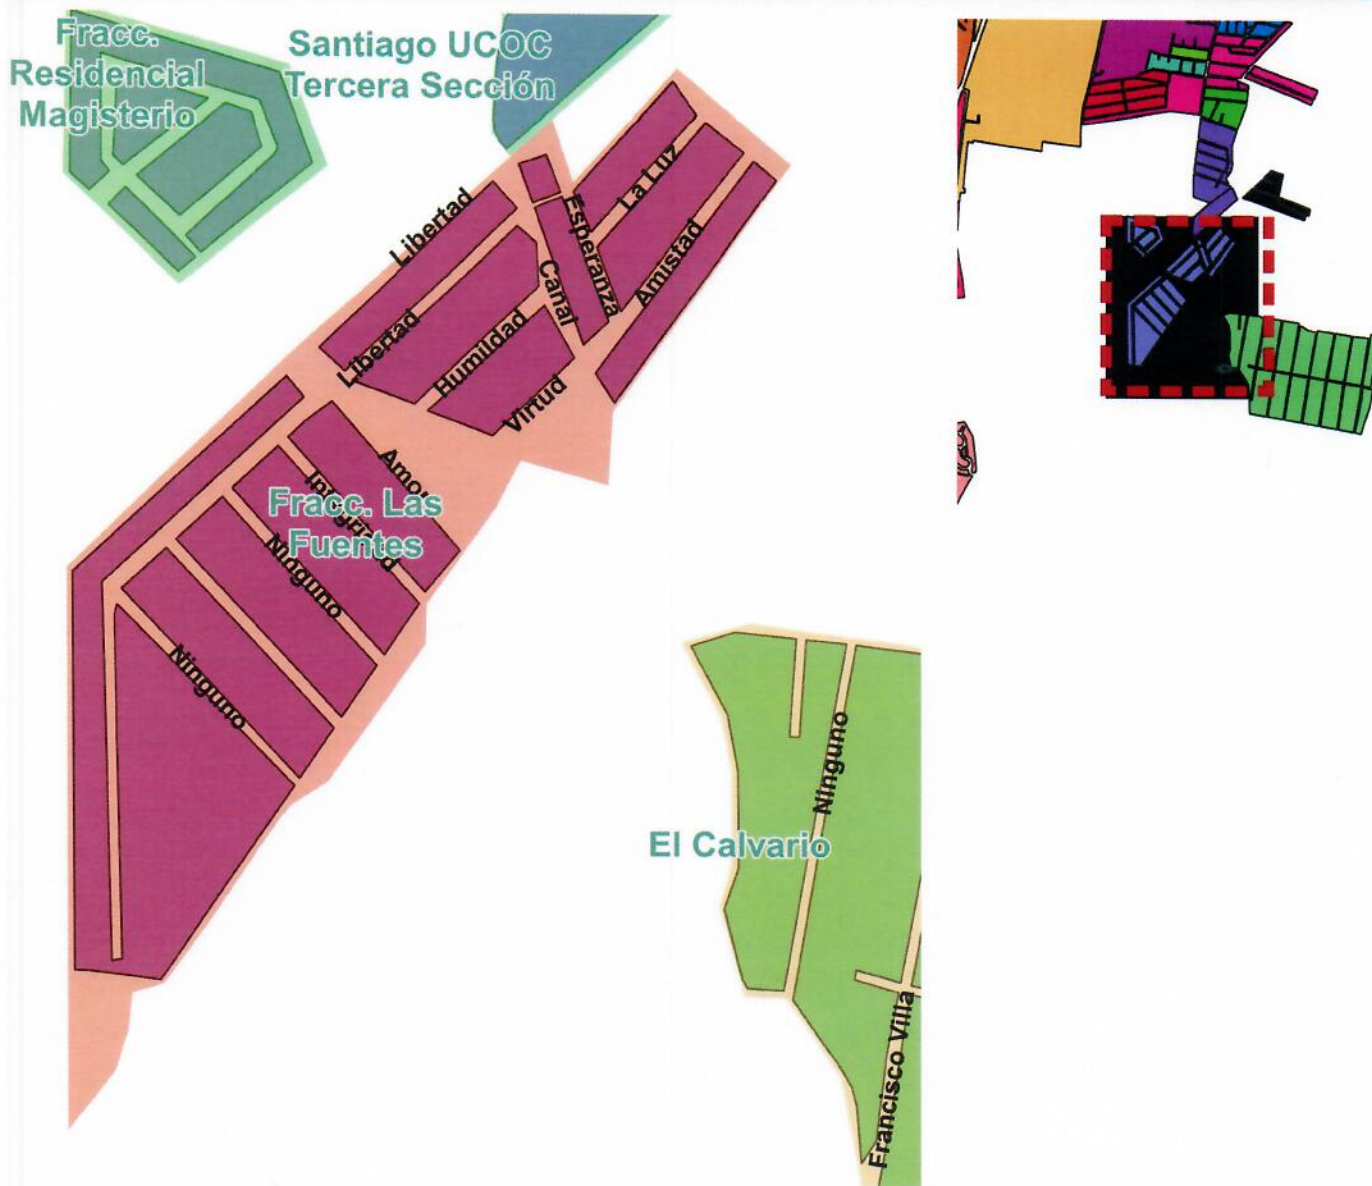 Fracc.
Residencial
Magisterio
Santiago UCOC
Tercera Sección
Libertad
La Luz
Esperanza
Amistad
Canal
Libertad
Humildad
Virtud
Amor
Integridad
Fracc. Las
Fuentes
Ninguno
Ninguno
Ninguno
El Calvario
Francisco Villa